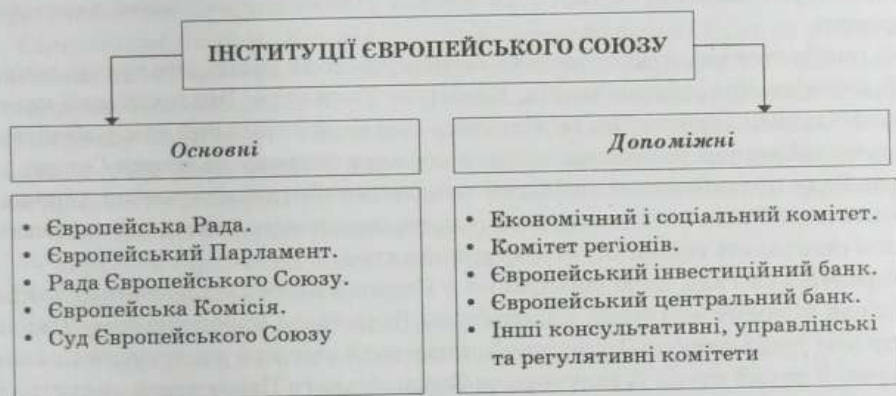 ІНСТИТУЦІЇ ЄВРОПЕЙСЬКОГО СОЮЗУ
Основні
• Європейська Рада.
• Європейський Парламент.
• Рада Європейського Союзу.
• Європейська Комісія.
• Суд Європейського Союзу
Допоміжні
• Економічний і соціальний комітет.
• Комітет регіонів.
• Європейський інвестиційний банк.
• Європейський центральний банк.
• Інші консультативні, управлінські
та регулятивні комітети